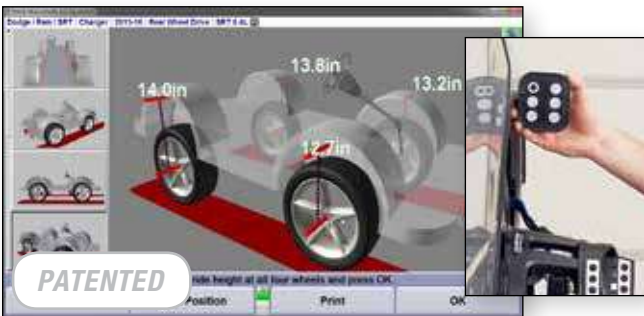 Dodge / Ram / SRT : Charger : 2015-16 : Rear Wheel Drive : SRT 6.4L
13.8in
14.0in
13.2in
12.7in
PATENTED
ride height at all four wheels and press OK.
Position
Print
OK